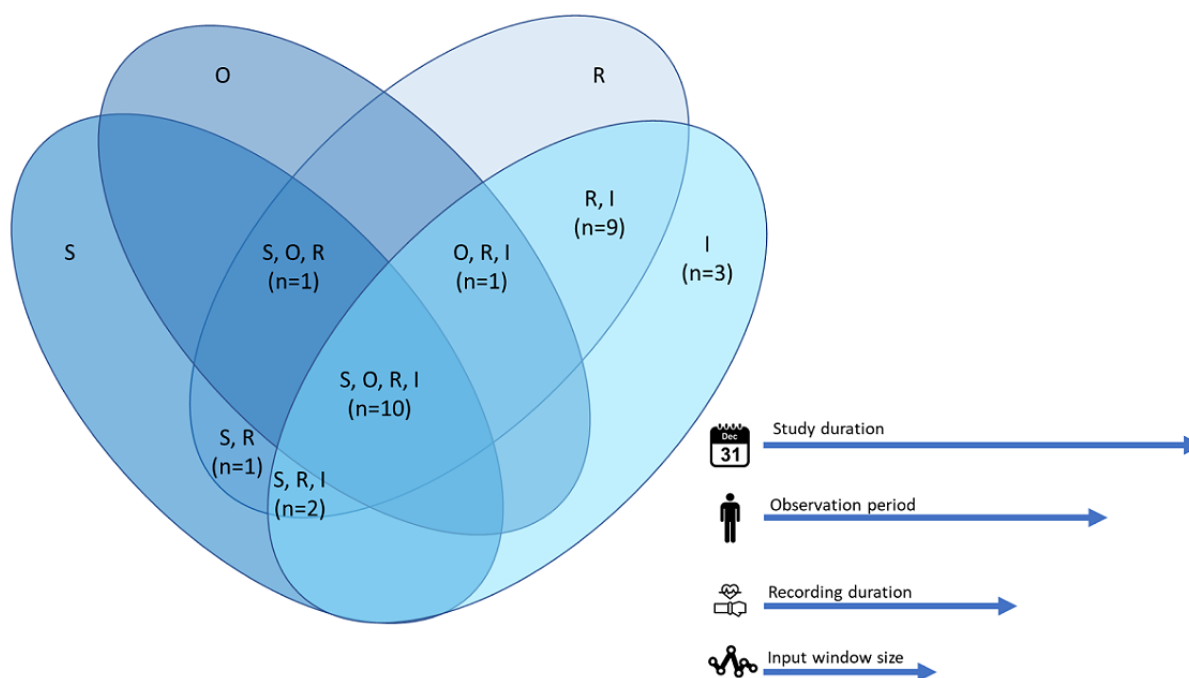 O
R
S
S, O, R
(n=1)
O, R, I
(n=1)
R, I
(n=9)
I
(n=3)
S, O, R, I
(n=10)
S, R
(n=1)
S, R, I
(n=2)
Dec
31
Study duration
Observation period
Recording duration
Input window size